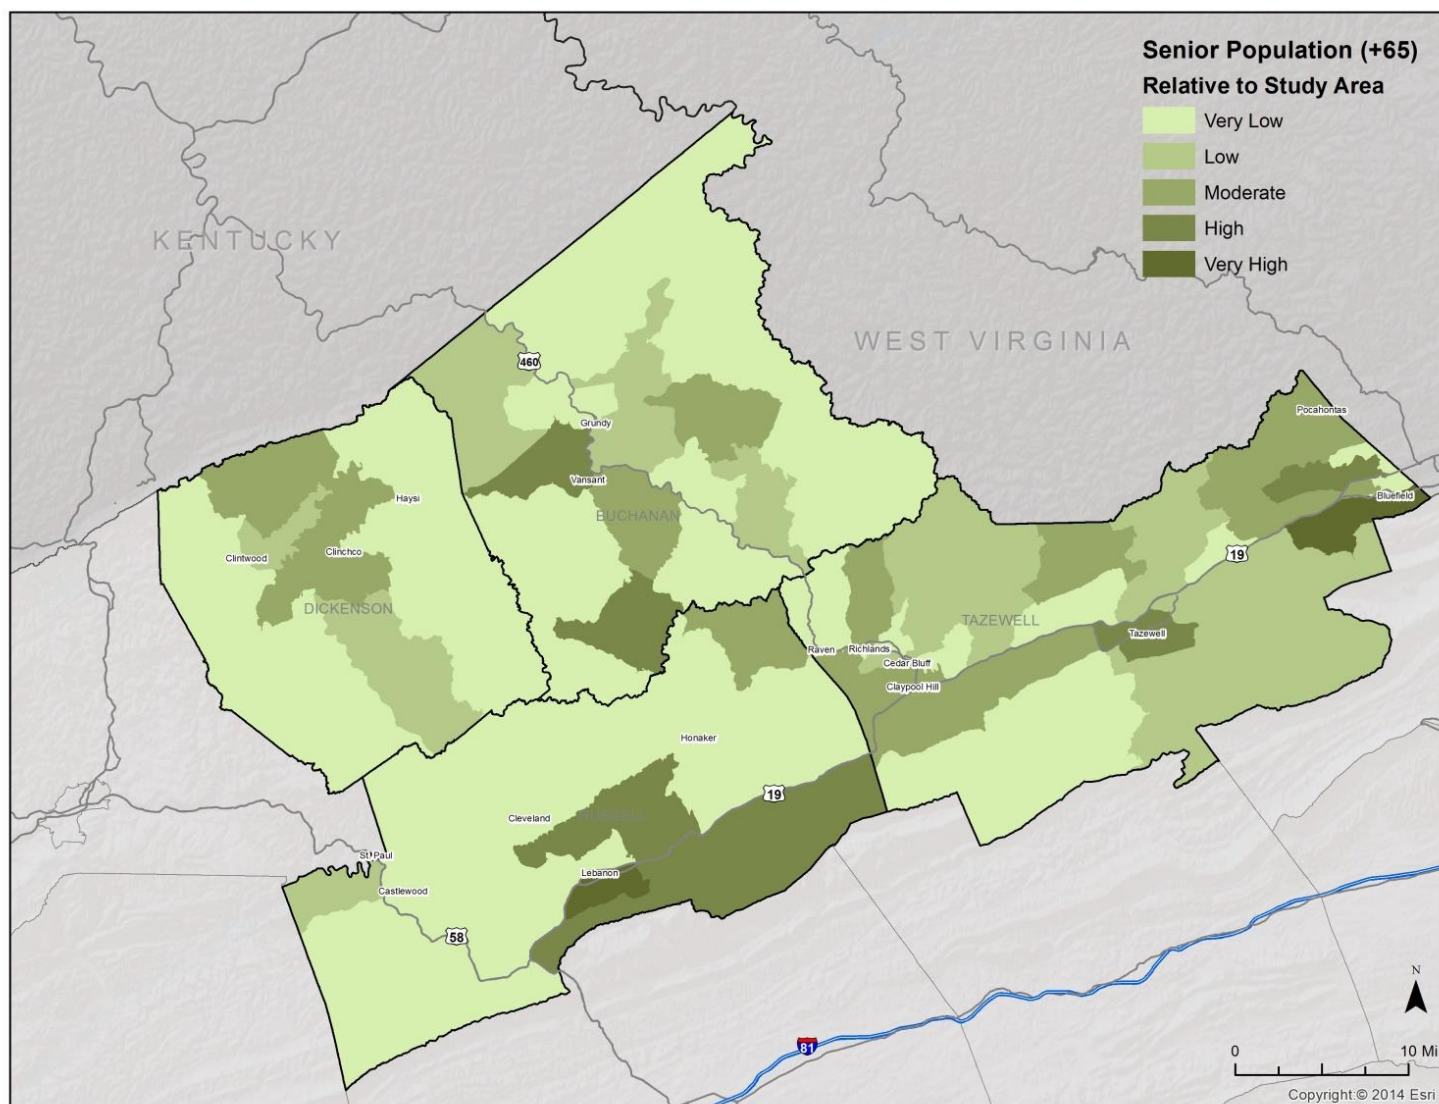 Senior Population (+65)
Relative to Study Area
Very Low
Low
Moderate
High
Very High
KENTUCKY
WEST VIRGINIA
460
Pocahontas
Grundy
Haysi
Vansant
Bluefield
BUCHANAN
Clintwood
Clinchco
19
DICKENSON
TAZEWELL
Tazewell
Raven
Richlands
Cedar Bluff
Claypool Hill
Honaker
19
Cleveland
RUSSELL
St. Paul
Lebanon
Castlewood
58
N
81
0
10 Mi
Copyright:© 2014 Esri